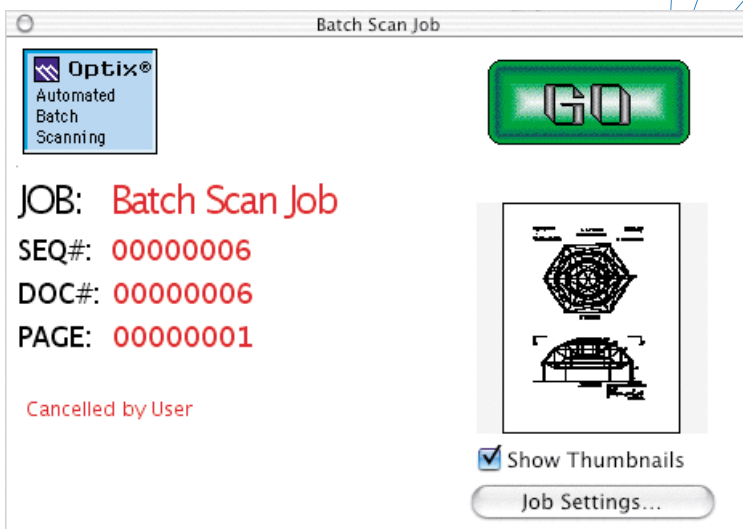 Batch Scan Job
Optix®
Automated
Batch
Scanning
GO
JOB: Batch Scan Job
SEQ#: 00000006
DOC#: 00000006
PAGE: 00000001
Cancelled by User
Show Thumbnails
Job Settings...